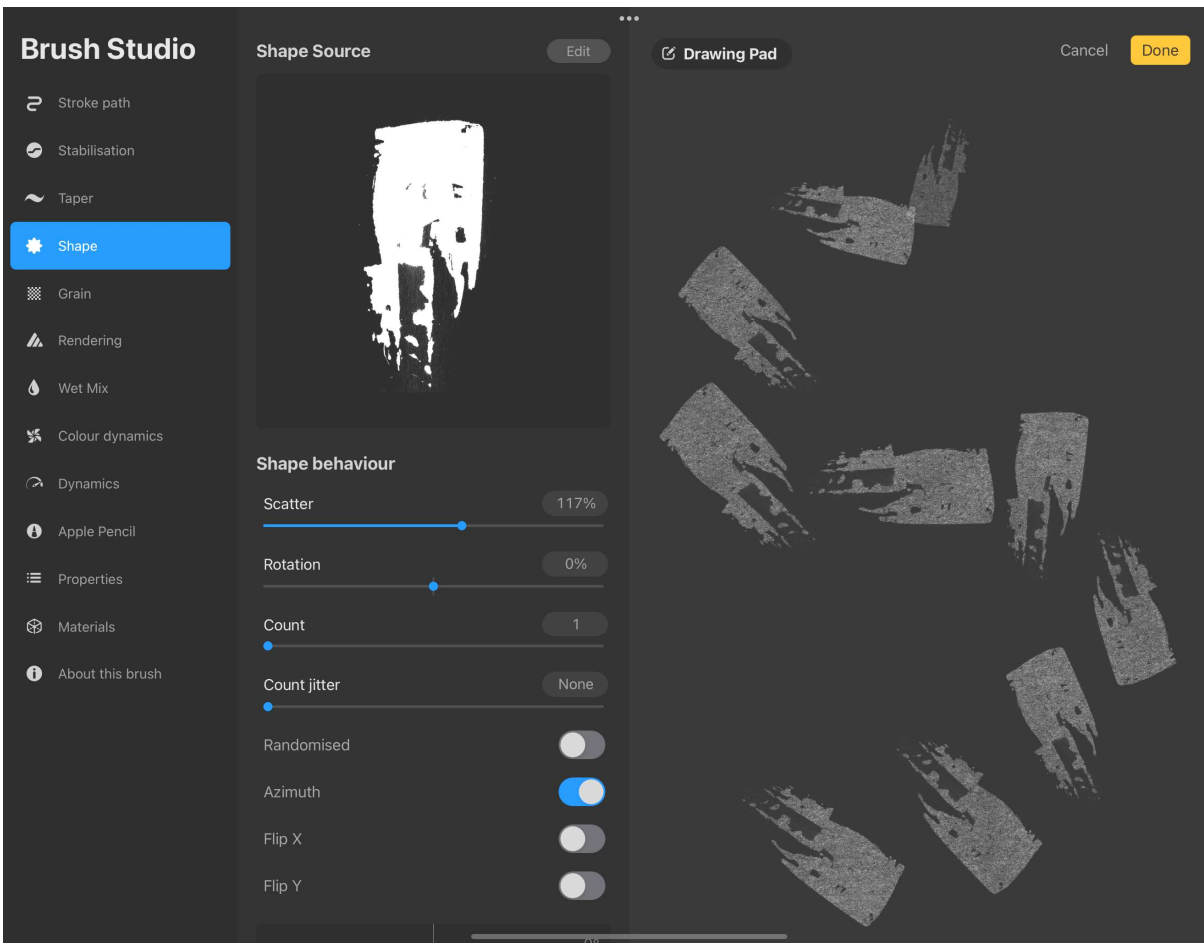 Brush Studio
Stroke path
Stabilisation
Taper
Shape
Grain
Rendering
Wet Mix
Colour dynamics
Dynamics
Apple Pencil
Properties
Materials
About this brush
Shape Source
Edit
Shape behaviour
Scatter
117%
Rotation
0%
Count
1
Count jitter
None
Randomised
Azimuth
Flip X
Flip Y
Drawing Pad
Cancel
Done